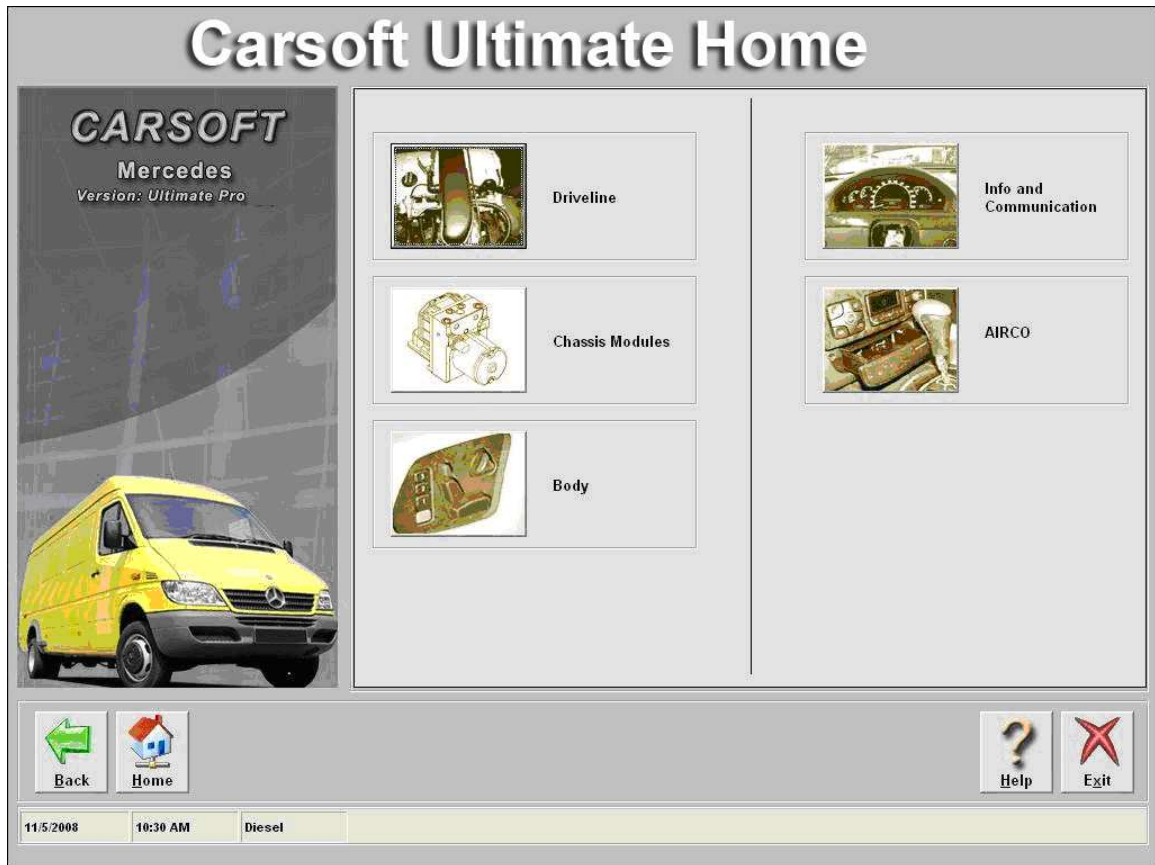 Carsoft Ultimate Home
CARSOFT
Mercedes
Version: Ultimate Pro
Driveline
Chassis Modules
Body
Info and
Communication
AIRCO
Back
Home
Help
Exit
11/5/2008
10:30 AM
Diesel